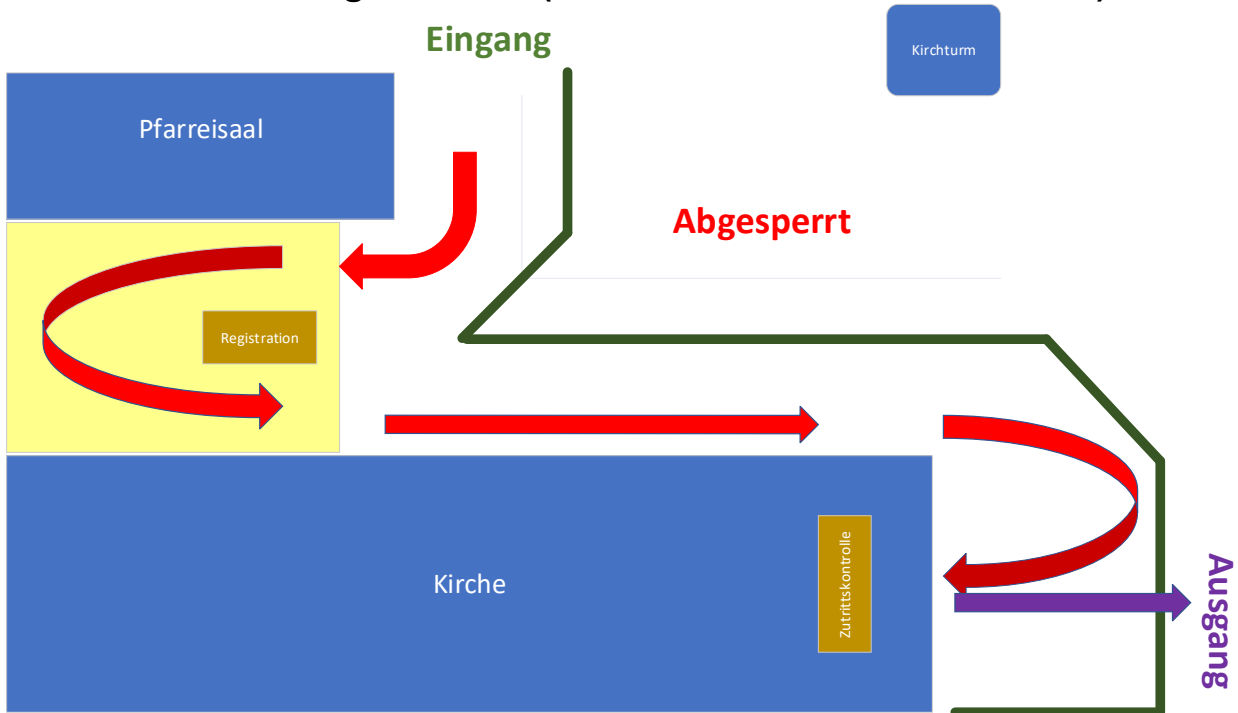 Eingang
Kirchturm
Pfarreisaal
Abgesperrt
Registration
Zutrittskontrolle
Kirche
Ausgang